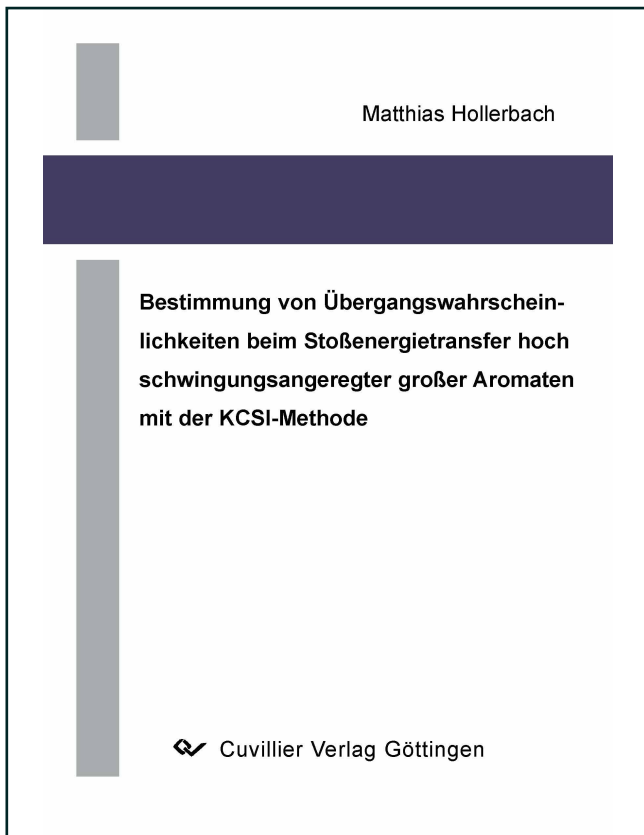 Matthias Hollerbach
Bestimmung von Übergangswahrschein-
lichkeiten beim Stoßenergietransfer hoch
schwingungsangeregter großer Aromaten
mit der KCSI-Methode
Cuvillier Verlag Göttingen